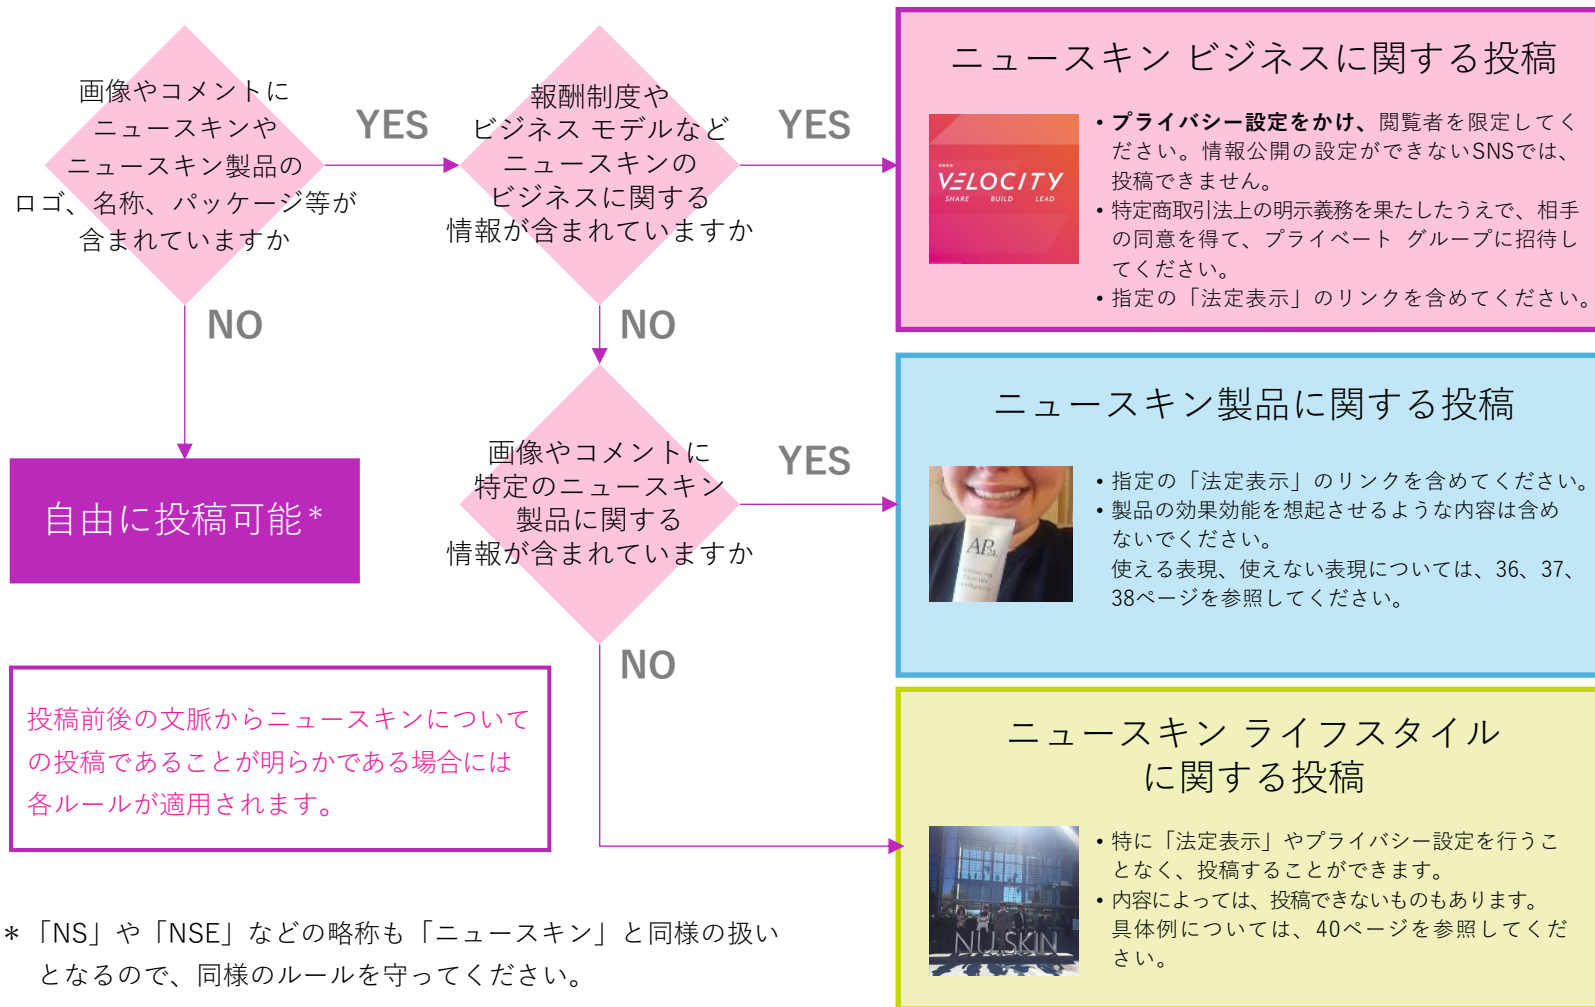 画像やコメントに
ニュースキンや
ニュースキン製品の
ロゴ、名称、パッケージ等が
含まれていますか
YES
NO
報酬制度や
ビジネス モデルなど
ニュースキンの
ビジネスに関する
情報が含まれていますか
YES
NO
ニュースキン ビジネスに関する投稿
VELOCITY
SHARE BUILD LEAD
• プライバシー設定をかけ、閲覧者を限定してく
ださい。情報公開の設定ができないSNSでは、
投稿できません。
• 特定商取引法上の明示義務を果たしたうえで、相手
の同意を得て、プライベート グループに招待し
てください。
• 指定の「法定表示」のリンクを含めてください。
自由に投稿可能*
画像やコメントに
特定のニュースキン
製品に関する
情報が含まれていますか
YES
NO
ニュースキン製品に関する投稿
AP
24
• 指定の「法定表示」のリンクを含めてください。
• 製品の効果効能を想起させるような内容は含め
ないでください。
使える表現、使えない表現については、36、37、
38ページを参照してください。
投稿前後の文脈からニュースキンについて
の投稿であることが明らかである場合には
各ルールが適用されます。
ニュースキン ライフスタイル
に関する投稿
NU SKIN
• 特に「法定表示」やプライバシー設定を行うこ
となく、投稿することができます。
• 内容によっては、投稿できないものもあります。
具体例については、40ページを参照してくだ
さい。
*「NS」や「NSE」などの略称も「ニュースキン」と同様の扱い
となるので、同様のルールを守ってください。